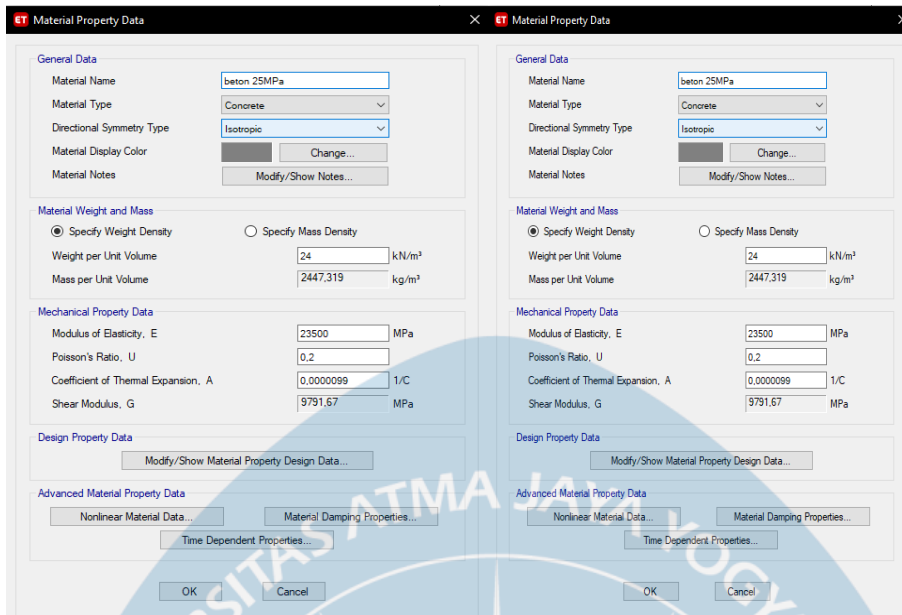 ET Material Property Data
General Data
Material Name beton 25MPa
Material Type Concrete
Directional Symmetry Type Isotropic
Material Display Color Change...
Material Notes Modify/Show Notes...
Material Weight and Mass
Specify Weight Density Specify Mass Density
Weight per Unit Volume 24 kN/m³
Mass per Unit Volume 2447,319 kg/m³
Mechanical Property Data
Modulus of Elasticity, E 23500 MPa
Poisson's Ratio, U 0,2
Coefficient of Thermal Expansion, A 0,0000099 1/C
Shear Modulus, G 9791,67 MPa
Design Property Data
Modify/Show Material Property Design Data...
Advanced Material Property Data
Nonlinear Material Data... Material Damping Properties...
Time Dependent Properties...
OK Cancel
ET Material Property Data
General Data
Material Name beton 25MPa
Material Type Concrete
Directional Symmetry Type Isotropic
Material Display Color Change...
Material Notes Modify/Show Notes...
Material Weight and Mass
Specify Weight Density Specify Mass Density
Weight per Unit Volume 24 kN/m³
Mass per Unit Volume 2447,319 kg/m³
Mechanical Property Data
Modulus of Elasticity, E 23500 MPa
Poisson's Ratio, U 0,2
Coefficient of Thermal Expansion, A 0,0000099 1/C
Shear Modulus, G 9791,67 MPa
Design Property Data
Modify/Show Material Property Design Data...
Advanced Material Property Data
Nonlinear Material Data... Material Damping Properties...
Time Dependent Properties...
OK Cancel
RSITAS ATMA JAYA YOGYA